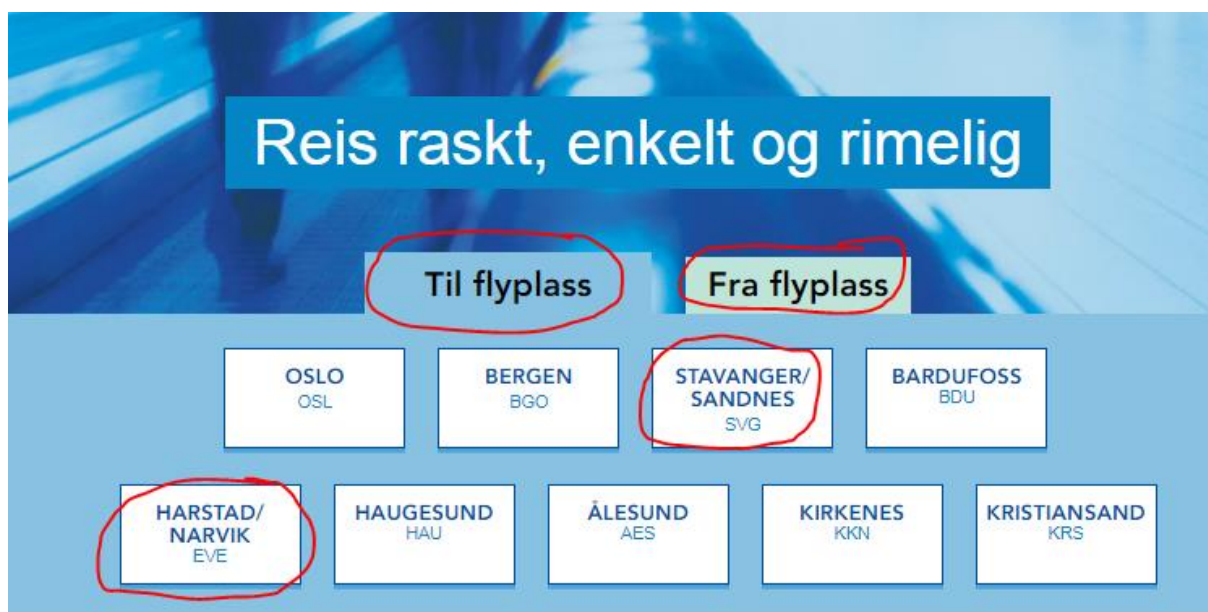 Reis raskt, enkelt og rimelig
Til flyplass
Fra flyplass
OSLO
OSL
BERGEN
BGO
STAVANGER/
SANDNES
SVG
BARDUFOSS
BDU
HARSTAD/
NARVIK
EVE
HAUGESUND
HAU
ÅLESUND
AES
KIRKENES
KKN
KRISTIANSAND
KRS